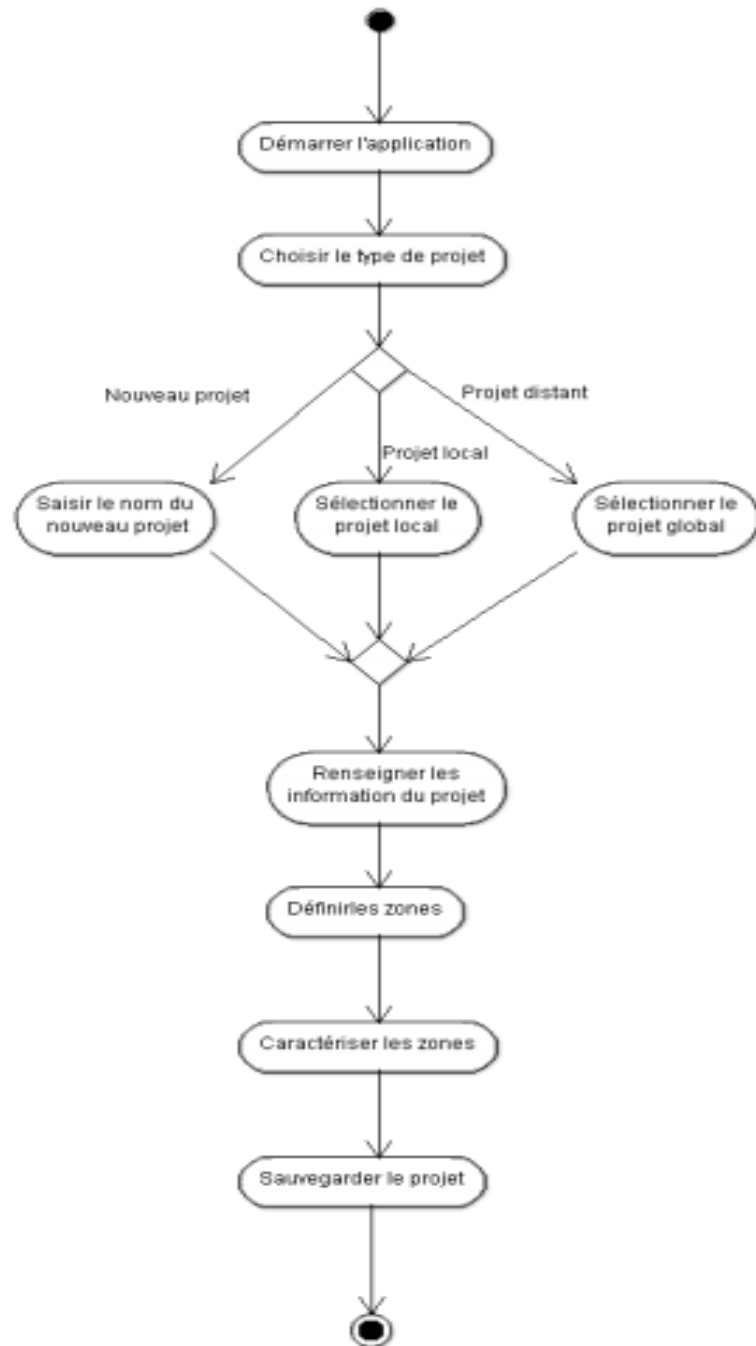 Démarrer l'application
Choisir le type de projet
Nouveau projet
Projet distant
Projet local
Saisir le nom du
nouveau projet
Sélectionner le
projet local
Sélectionner le
projet global
Renseigner les
information du projet
Définirles zones
Caractériser les zones
Sauvegarder le projet